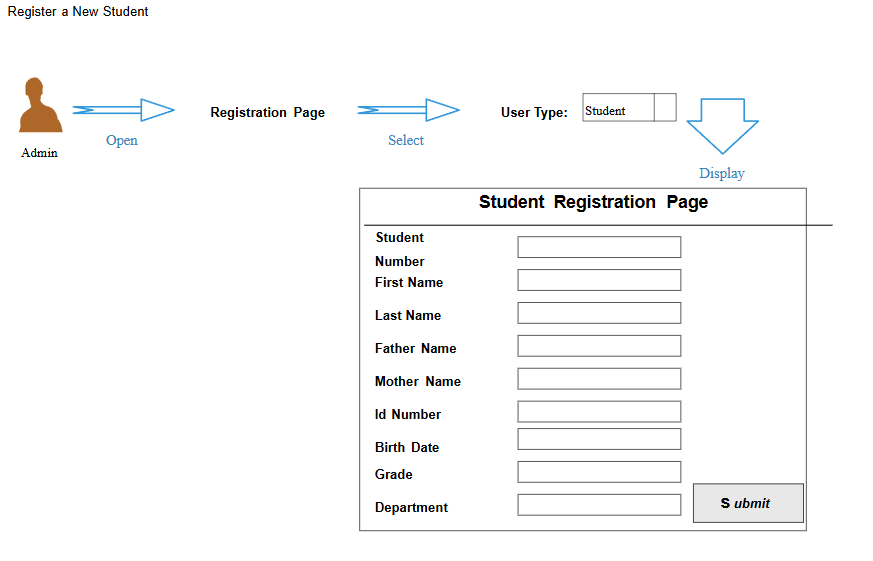 Register a New Student
Registration Page
User Type:
Student
Open
Select
Admin
Display
Student Registration Page
Student
Number
First Name
Last Name
Father Name
Mother Name
Id Number
Birth Date
Grade
Department
S ubmit